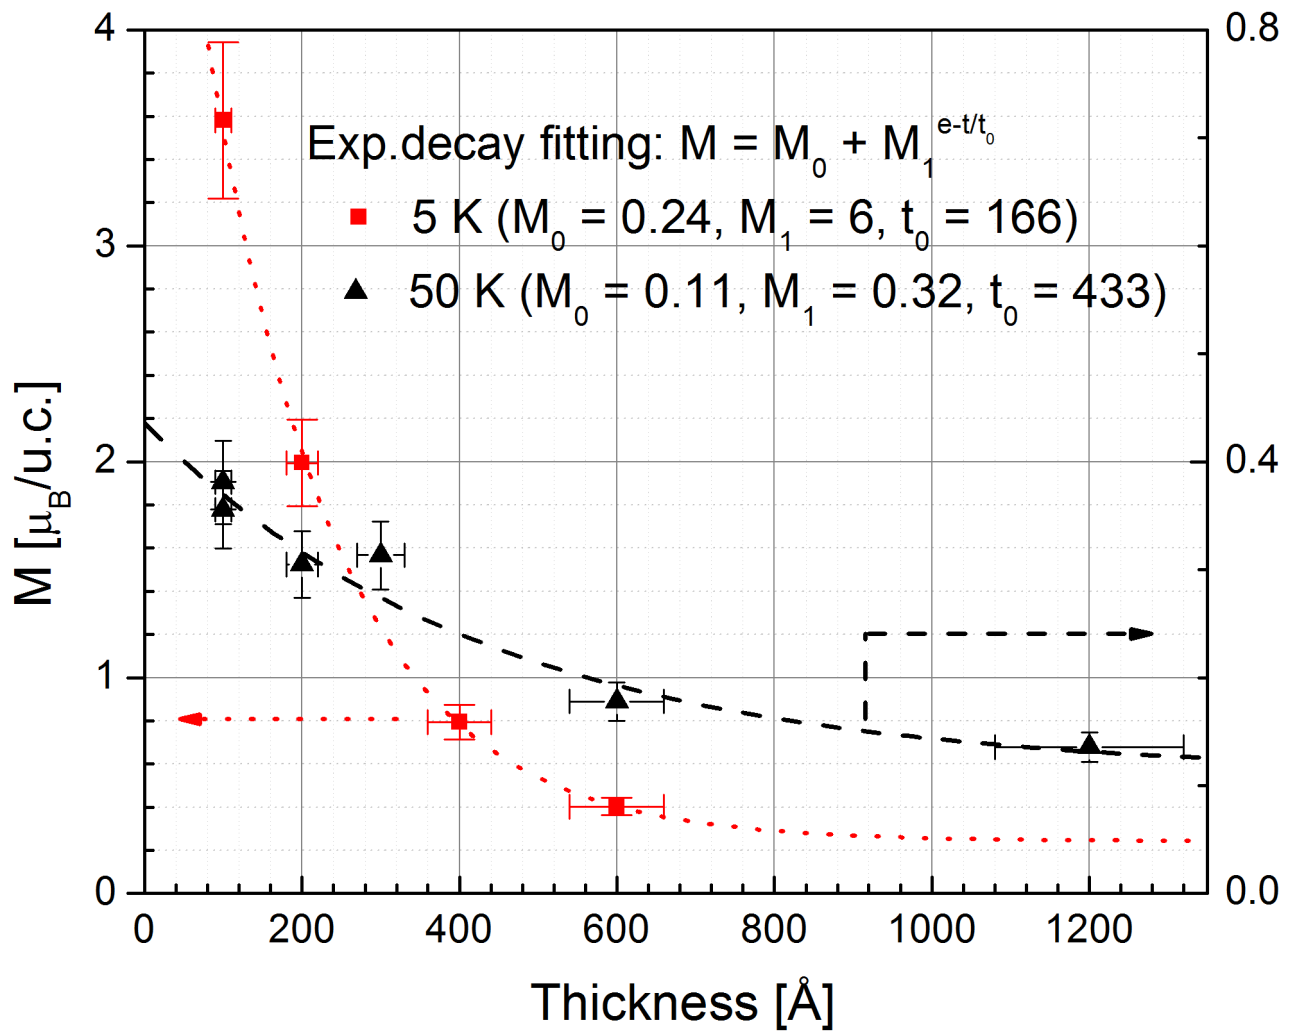 4
3
2
1
0
M [μB/u.c.]
0.8
0.4
0.0
Exp.decay fitting: M = M0 + M1 e-t/t0
5 K (M0 = 0.24, M1 = 6, t0 = 166)
50 K (M0 = 0.11, M1 = 0.32, t0 = 433)
0 200 400 600 800 1000 1200
Thickness [Å]